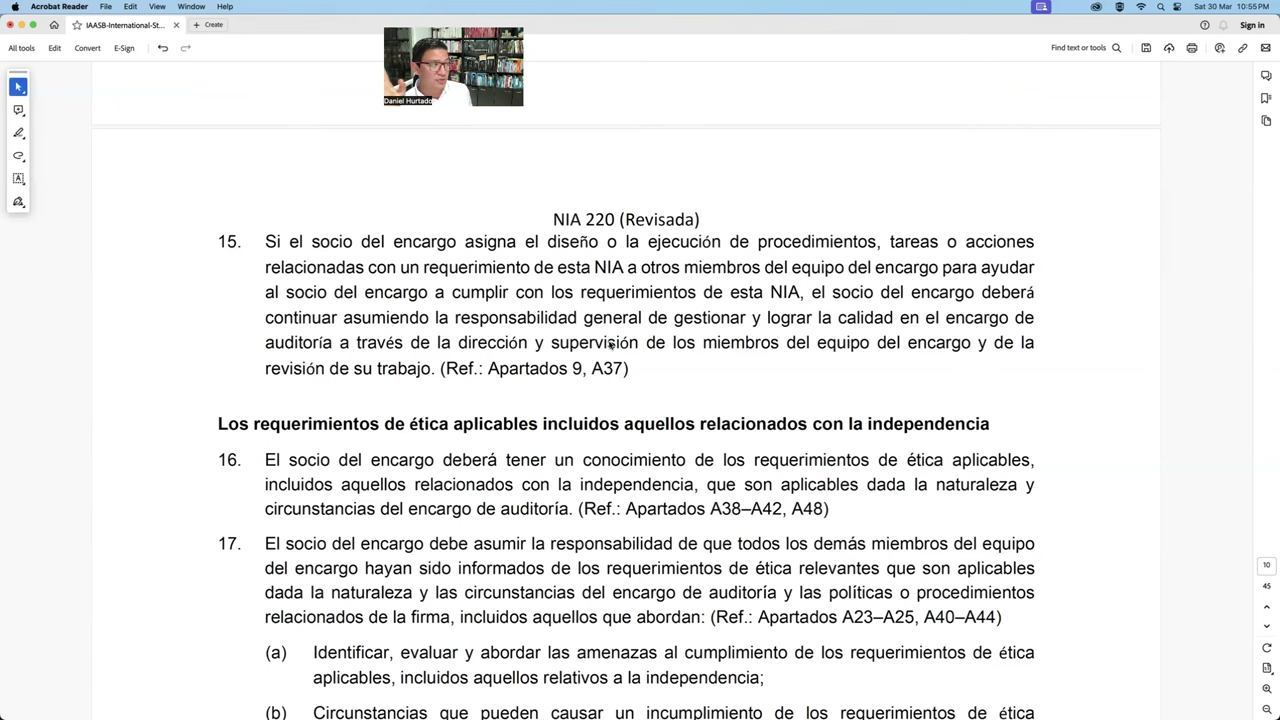 Acrobat Reader File Edit View Window Help Sat 30 Mar 10:55 PM
IAASB-International-St... Create Sign in
All tools Edit Convert E-Sign Find text or tools
Daniel Hurtado
NIA 220 (Revisada)
15. Si el socio del encargo asigna el diseño o la ejecución de procedimientos, tareas o acciones
relacionadas con un requerimiento de esta NIA a otros miembros del equipo del encargo para ayudar
al socio del encargo a cumplir con los requerimientos de esta NIA, el socio del encargo deberá
continuar asumiendo la responsabilidad general de gestionar y lograr la calidad en el encargo de
auditoría a través de la dirección y supervisión de los miembros del equipo del encargo y de la
revisión de su trabajo. (Ref.: Apartados 9, A37)
Los requerimientos de ética aplicables incluidos aquellos relacionados con la independencia
16. El socio del encargo deberá tener un conocimiento de los requerimientos de ética aplicables,
incluidos aquellos relacionados con la independencia, que son aplicables dada la naturaleza y
circunstancias del encargo de auditoría. (Ref.: Apartados A38–A42, A48)
17. El socio del encargo debe asumir la responsabilidad de que todos los demás miembros del equipo
del encargo hayan sido informados de los requerimientos de ética relevantes que son aplicables
dada la naturaleza y las circunstancias del encargo de auditoría y las políticas o procedimientos
relacionados de la firma, incluidos aquellos que abordan: (Ref.: Apartados A23–A25, A40–A44)
(a) Identificar, evaluar y abordar las amenazas al cumplimiento de los requerimientos de ética
aplicables, incluidos aquellos relativos a la independencia;
(b) Circunstancias que pueden causar un incumplimiento de los requerimientos de ética
10
45